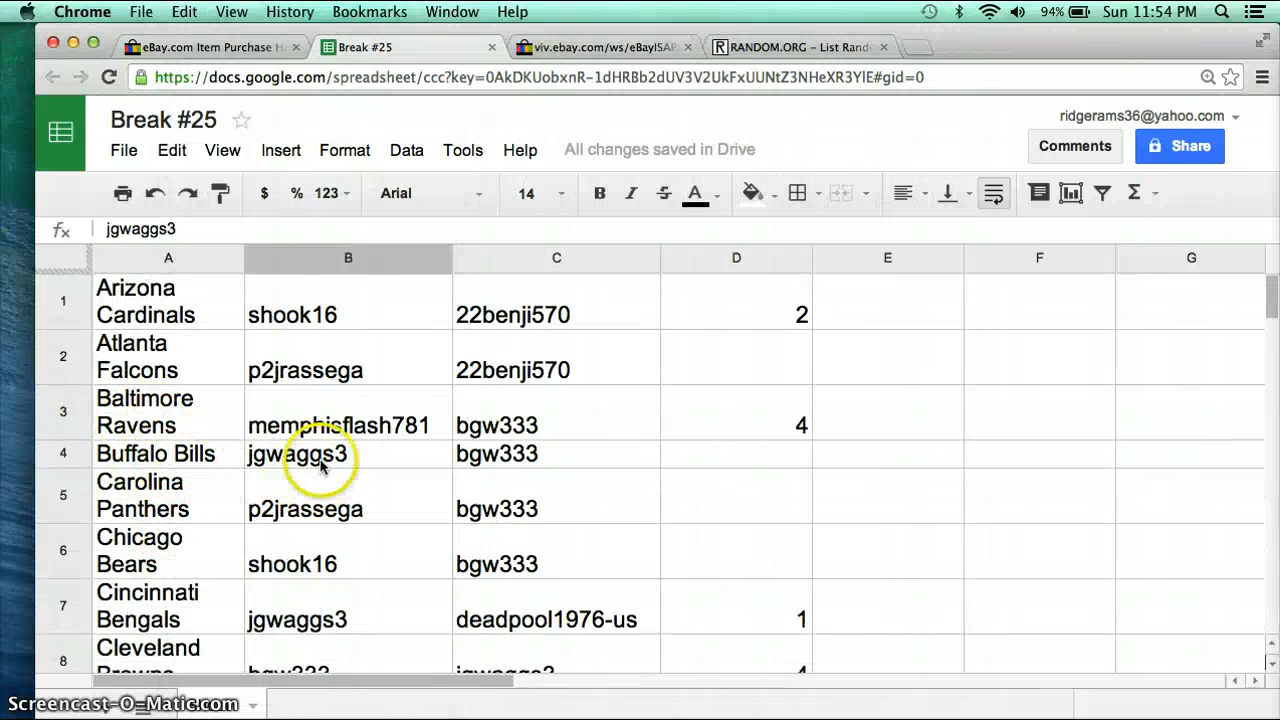 Chrome File Edit View History Bookmarks Window Help 94% Sun 11:54 PM
eBay.com Item Purchase H Break #25 viv.ebay.com/ws/eBayISAP RANDOM.ORG - List Rand
https://docs.google.com/spreadsheet/ccc?key=0AkDKUobxnR-1dHRBb2dUV3V2UkFxUUNtZ3NHeXR3YlE#gid=0
Break #25
ridgerams36@yahoo.com
File Edit View Insert Format Data Tools Help All changes saved in Drive
Comments Share
$ % 123 Arial 14 B I S A Σ
fx jgwaggs3
A B C D E F G
1 Arizona
Cardinals shook16 22benji570 2
2 Atlanta
Falcons p2jrassega 22benji570
3 Baltimore
Ravens memphisflash781 bgw333 4
4 Buffalo Bills jgwaggs3 bgw333
5 Carolina
Panthers p2jrassega bgw333
6 Chicago
Bears shook16 bgw333
7 Cincinnati
Bengals jgwaggs3 deadpool1976-us 1
8 Cleveland
Browns bgw333 jgwaggs3 4
Screencast-O-Matic.com